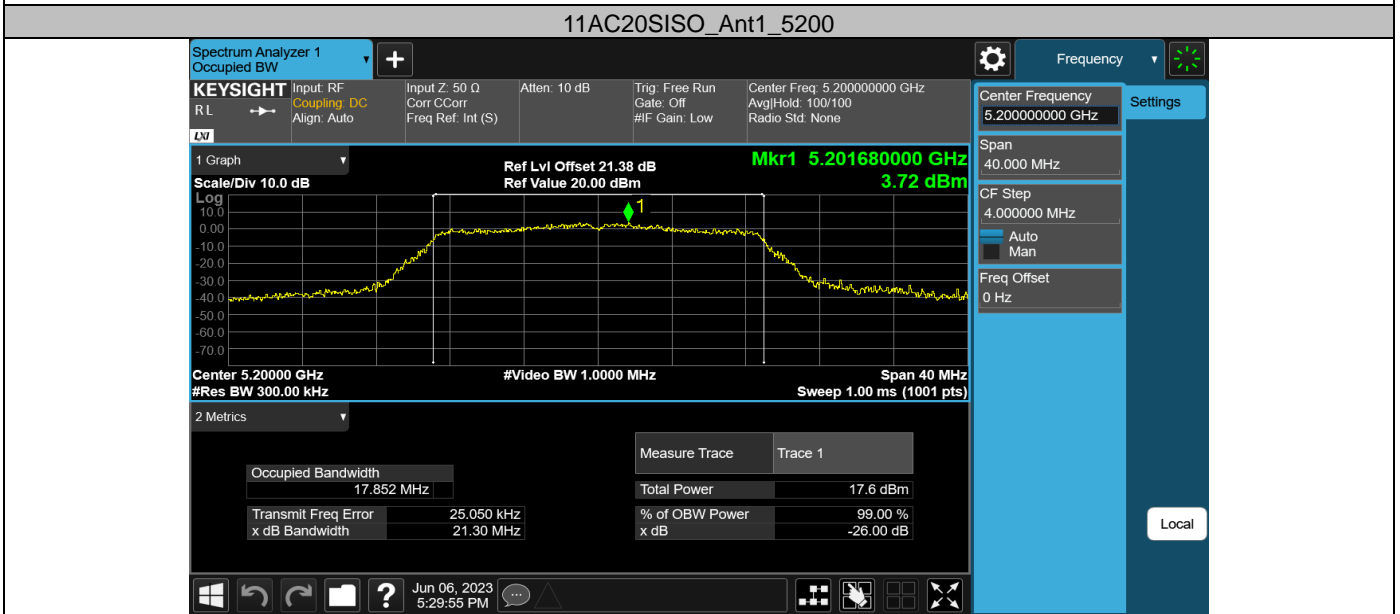 11AC20SISO_Ant1_5200
Spectrum Analyzer 1
Occupied BW
+
Frequency
KEYSIGHT
RL
LXI
Input: RF
Coupling: DC
Align: Auto
Input Z: 50 Ω
Corr CCorr
Freq Ref: Int (S)
Atten: 10 dB
Trig: Free Run
Gate: Off
#IF Gain: Low
Center Freq: 5.200000000 GHz
Avg|Hold: 100/100
Radio Std: None
Center Frequency
5.200000000 GHz
Settings
Span
40.000 MHz
CF Step
4.000000 MHz
Auto
Man
Freq Offset
0 Hz
Local
1 Graph
Scale/Div 10.0 dB
Ref Lvl Offset 21.38 dB
Ref Value 20.00 dBm
Mkr1 5.201680000 GHz
3.72 dBm
Log
10.0
0.00
-10.0
-20.0
-30.0
-40.0
-50.0
-60.0
-70.0
1
Center 5.20000 GHz
#Res BW 300.00 kHz
#Video BW 1.0000 MHz
Span 40 MHz
Sweep 1.00 ms (1001 pts)
2 Metrics
Measure Trace Trace 1
Occupied Bandwidth
17.852 MHz
Total Power 17.6 dBm
Transmit Freq Error 25.050 kHz
% of OBW Power 99.00 %
x dB Bandwidth 21.30 MHz
x dB -26.00 dB
?
Jun 06, 2023
5:29:55 PM